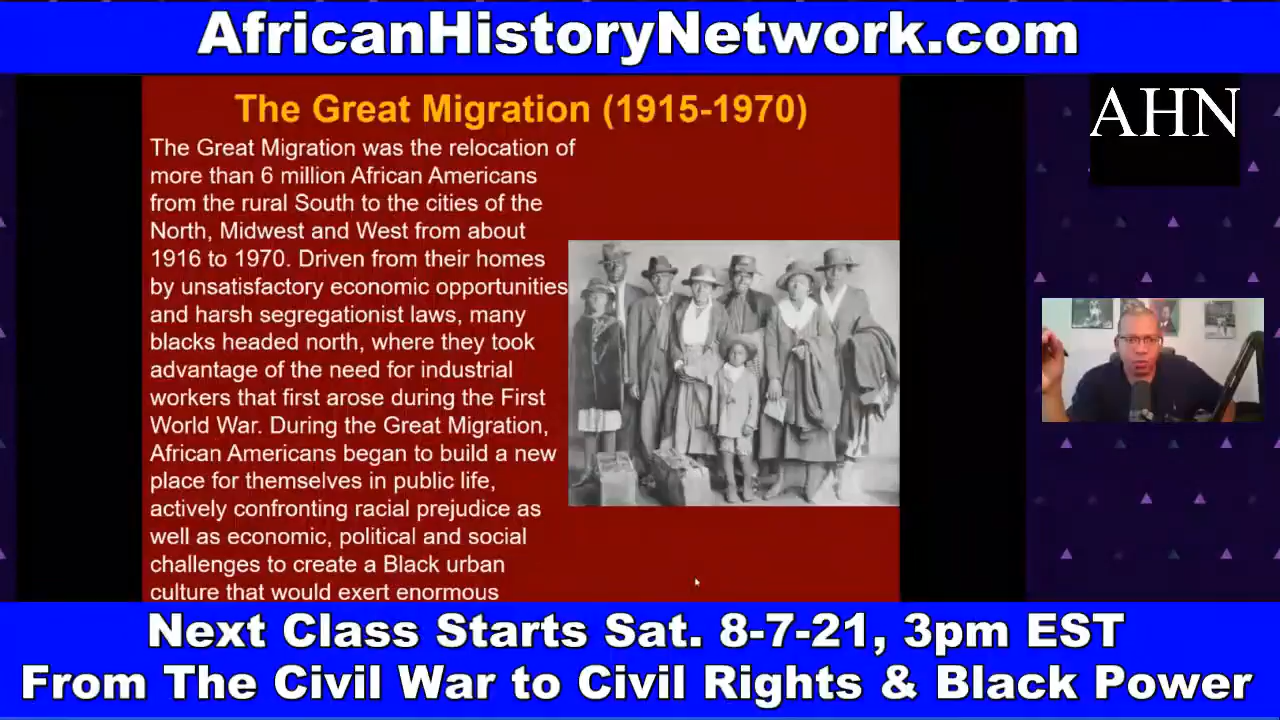 AfricanHistoryNetwork.com
AHN
The Great Migration (1915-1970)
The Great Migration was the relocation of
more than 6 million African Americans
from the rural South to the cities of the
North, Midwest and West from about
1916 to 1970. Driven from their homes
by unsatisfactory economic opportunities
and harsh segregationist laws, many
blacks headed north, where they took
advantage of the need for industrial
workers that first arose during the First
World War. During the Great Migration,
African Americans began to build a new
place for themselves in public life,
actively confronting racial prejudice as
well as economic, political and social
challenges to create a Black urban
culture that would exert enormous
Next Class Starts Sat. 8-7-21, 3pm EST
From The Civil War to Civil Rights & Black Power